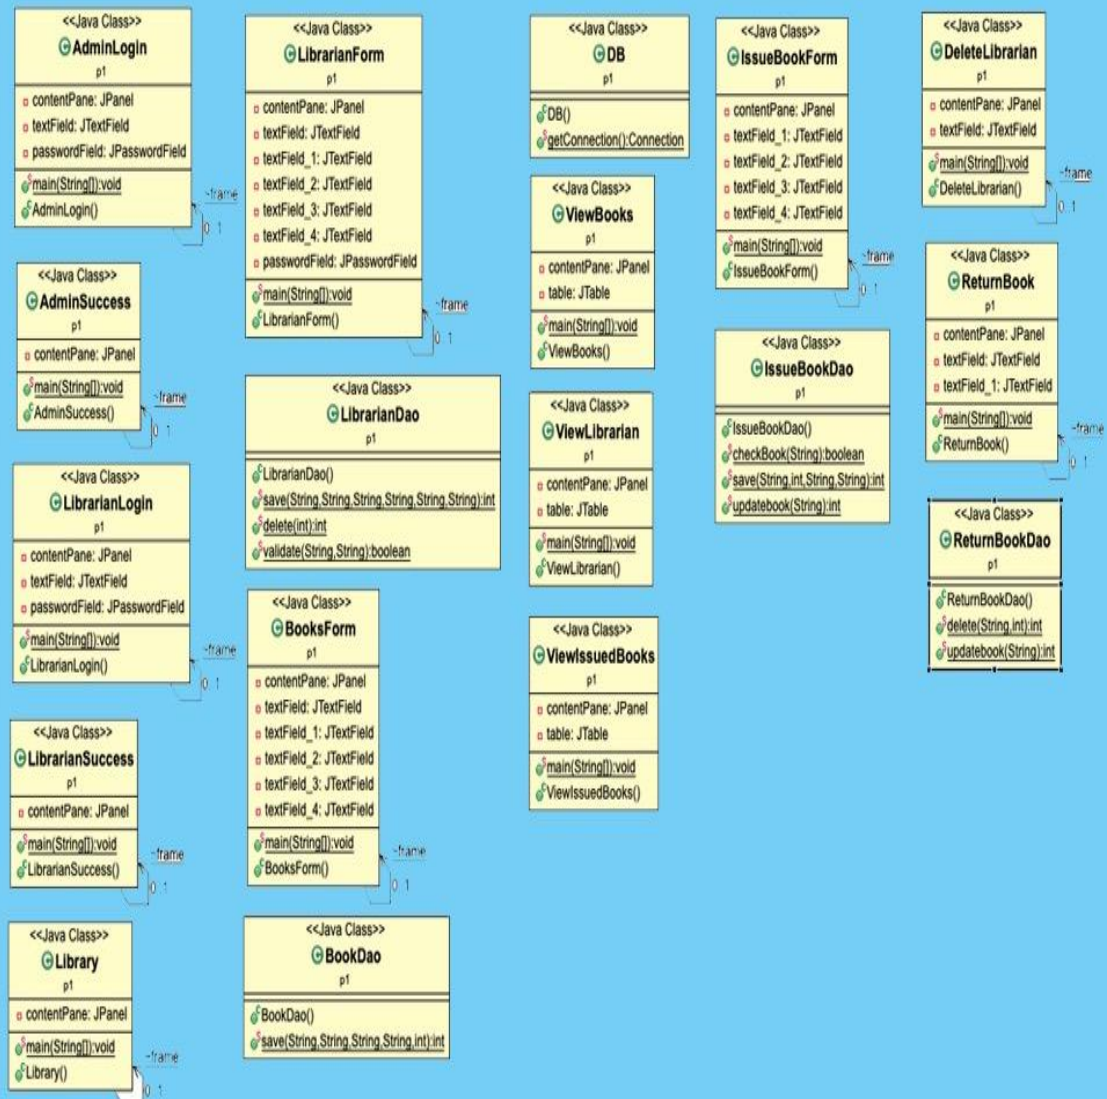 <<Java Class>>
AdminLogin
p1
contentPane: JPanel
textField: JTextField
passwordField: JPasswordField
main(String[]):void
AdminLogin()
~frame
0..1
<<Java Class>>
AdminSuccess
p1
contentPane: JPanel
main(String[]):void
AdminSuccess()
~frame
0..1
<<Java Class>>
LibrarianLogin
p1
contentPane: JPanel
textField: JTextField
passwordField: JPasswordField
main(String[]):void
LibrarianLogin()
~frame
0..1
<<Java Class>>
LibrarianSuccess
p1
contentPane: JPanel
main(String[]):void
LibrarianSuccess()
~frame
0..1
<<Java Class>>
Library
p1
contentPane: JPanel
main(String[]):void
Library()
~frame
0..1
<<Java Class>>
LibrarianForm
p1
contentPane: JPanel
textField: JTextField
textField_1: JTextField
textField_2: JTextField
textField_3: JTextField
textField_4: JTextField
passwordField: JPasswordField
main(String[]):void
LibrarianForm()
~frame
0..1
<<Java Class>>
LibrarianDao
p1
LibrarianDao()
save(String,String,String,String,String,String):int
delete(int):int
validate(String,String):boolean
<<Java Class>>
BooksForm
p1
contentPane: JPanel
textField: JTextField
textField_1: JTextField
textField_2: JTextField
textField_3: JTextField
textField_4: JTextField
main(String[]):void
BooksForm()
~frame
0..1
<<Java Class>>
BookDao
p1
BookDao()
save(String,String,String,String,int):int
<<Java Class>>
DB
p1
DB()
getConnection():Connection
<<Java Class>>
ViewBooks
p1
contentPane: JPanel
table: JTable
main(String[]):void
ViewBooks()
<<Java Class>>
ViewLibrarian
p1
contentPane: JPanel
table: JTable
main(String[]):void
ViewLibrarian()
<<Java Class>>
ViewIssuedBooks
p1
contentPane: JPanel
table: JTable
main(String[]):void
ViewIssuedBooks()
<<Java Class>>
IssueBookForm
p1
contentPane: JPanel
textField_1: JTextField
textField_2: JTextField
textField_3: JTextField
textField_4: JTextField
main(String[]):void
IssueBookForm()
~frame
0..1
<<Java Class>>
IssueBookDao
p1
IssueBookDao()
checkBook(String):boolean
save(String,int,String,String):int
updatebook(String):int
<<Java Class>>
DeleteLibrarian
p1
contentPane: JPanel
textField: JTextField
main(String[]):void
DeleteLibrarian()
~frame
0..1
<<Java Class>>
ReturnBook
p1
contentPane: JPanel
textField: JTextField
textField_1: JTextField
main(String[]):void
ReturnBook()
~frame
0..1
<<Java Class>>
ReturnBookDao
p1
ReturnBookDao()
delete(String,int):int
updatebook(String):int